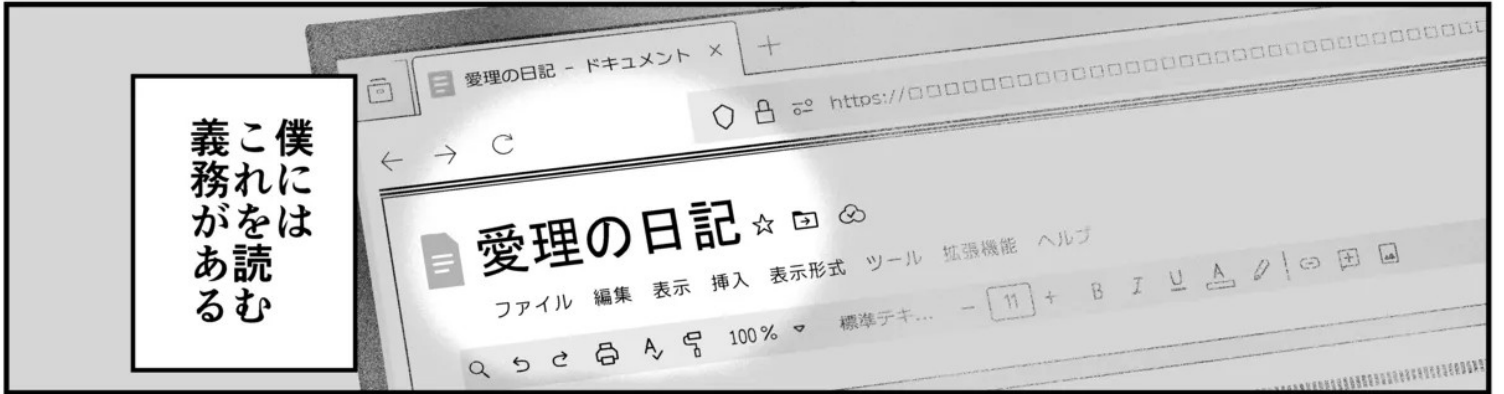 僕には
これを読む
義務がある
愛理の日記 - ドキュメント × +
https://□□□□□□□□□□□□□□□□□□□□□□□□□□□□□□□□
愛理の日記
ファイル 編集 表示 挿入 表示形式 ツール 拡張機能 ヘルプ
100% 標準テキ... - 11 + B I U A